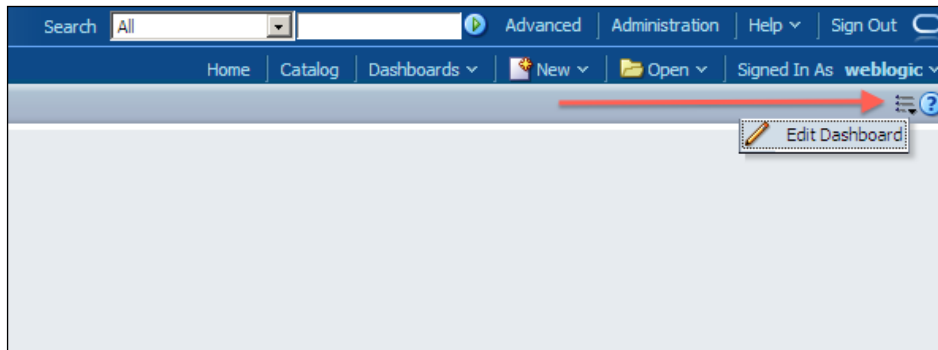 Search All Advanced Administration Help Sign Out
Home Catalog Dashboards New Open Signed In As weblogic
Edit Dashboard